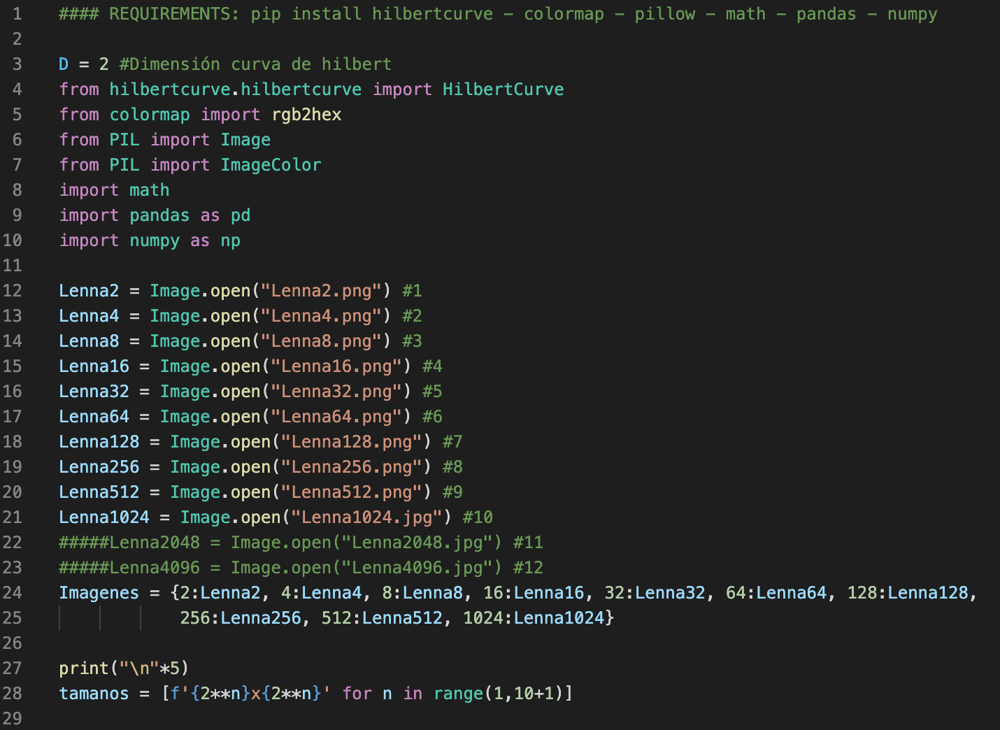 1 #### REQUIREMENTS: pip install hilbertcurve - colormap - pillow - math - pandas - numpy
2
3 D = 2 #Dimensión curva de hilbert
4 from hilbertcurve.hilbertcurve import HilbertCurve
5 from colormap import rgb2hex
6 from PIL import Image
7 from PIL import ImageColor
8 import math
9 import pandas as pd
10 import numpy as np
11
12 Lenna2 = Image.open("Lenna2.png") #1
13 Lenna4 = Image.open("Lenna4.png") #2
14 Lenna8 = Image.open("Lenna8.png") #3
15 Lenna16 = Image.open("Lenna16.png") #4
16 Lenna32 = Image.open("Lenna32.png") #5
17 Lenna64 = Image.open("Lenna64.png") #6
18 Lenna128 = Image.open("Lenna128.png") #7
19 Lenna256 = Image.open("Lenna256.png") #8
20 Lenna512 = Image.open("Lenna512.png") #9
21 Lenna1024 = Image.open("Lenna1024.jpg") #10
22 #####Lenna2048 = Image.open("Lenna2048.jpg") #11
23 #####Lenna4096 = Image.open("Lenna4096.jpg") #12
24 Imagenes = {2:Lenna2, 4:Lenna4, 8:Lenna8, 16:Lenna16, 32:Lenna32, 64:Lenna64, 128:Lenna128,
25 256:Lenna256, 512:Lenna512, 1024:Lenna1024}
26
27 print("\n"*5)
28 tamanos = [f'{2**n}x{2**n}' for n in range(1,10+1)]
29